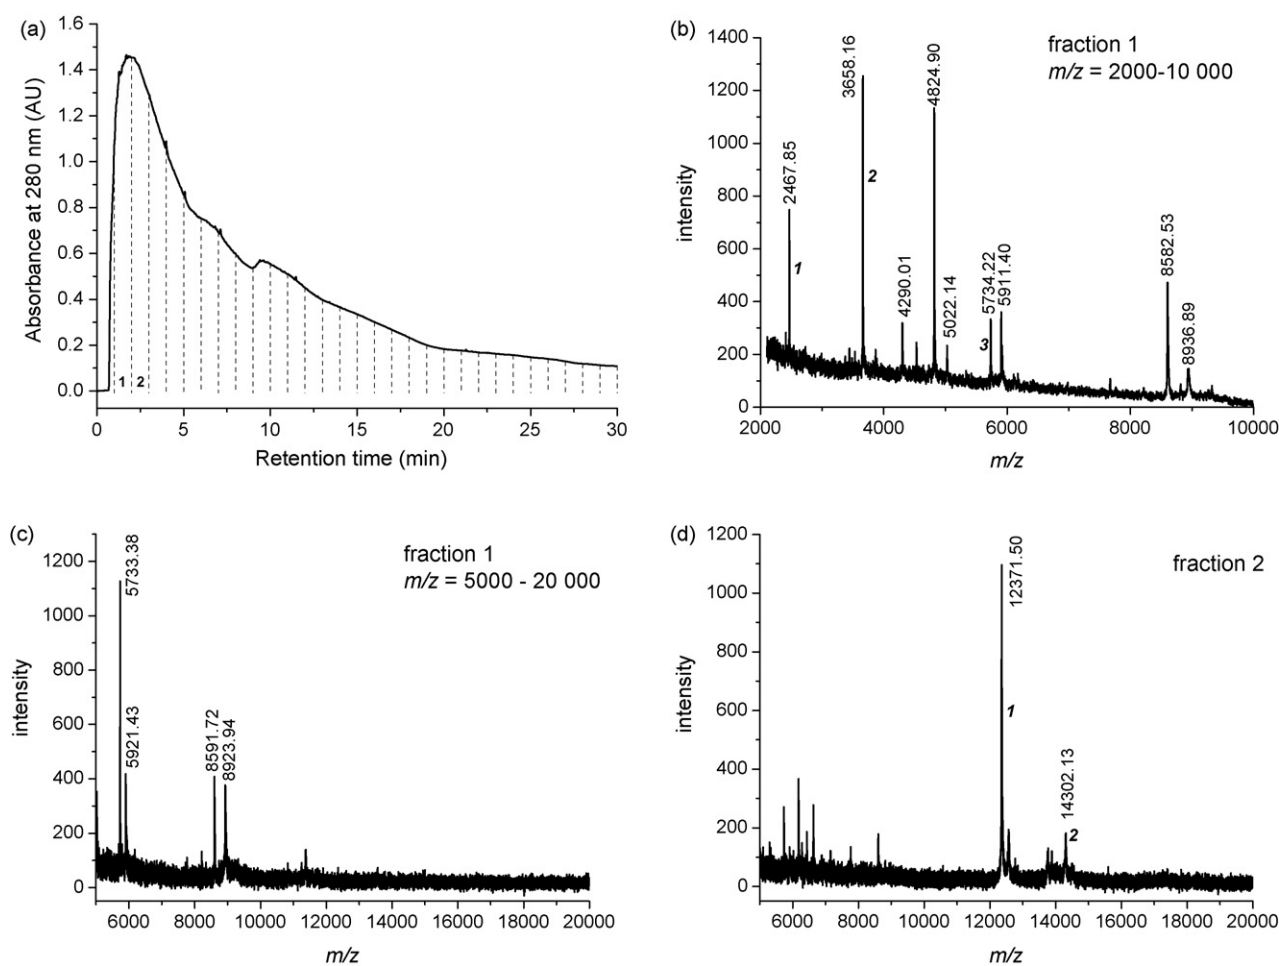 (a)
1.6
1.4
1.2
1.0
0.8
0.6
0.4
0.2
0.0
Absorbance at 280 nm (AU)
1 2
0 5 10 15 20 25 30
Retention time (min)
(b)
fraction 1
m/z = 2000-10 000
1400
1200
1000
800
600
400
200
0
intensity
2467.85
1
3658.16
2
4290.01
4824.90
5022.14
3
5734.22
5911.40
8582.53
8936.89
2000 4000 6000 8000 10000
m/z
(c)
fraction 1
m/z = 5000 - 20 000
1200
1000
800
600
400
200
0
intensity
5733.38
5921.43
8591.72
8923.94
6000 8000 10000 12000 14000 16000 18000 20000
m/z
(d)
fraction 2
1200
1000
800
600
400
200
0
intensity
12371.50
1
14302.13
2
6000 8000 10000 12000 14000 16000 18000 20000
m/z